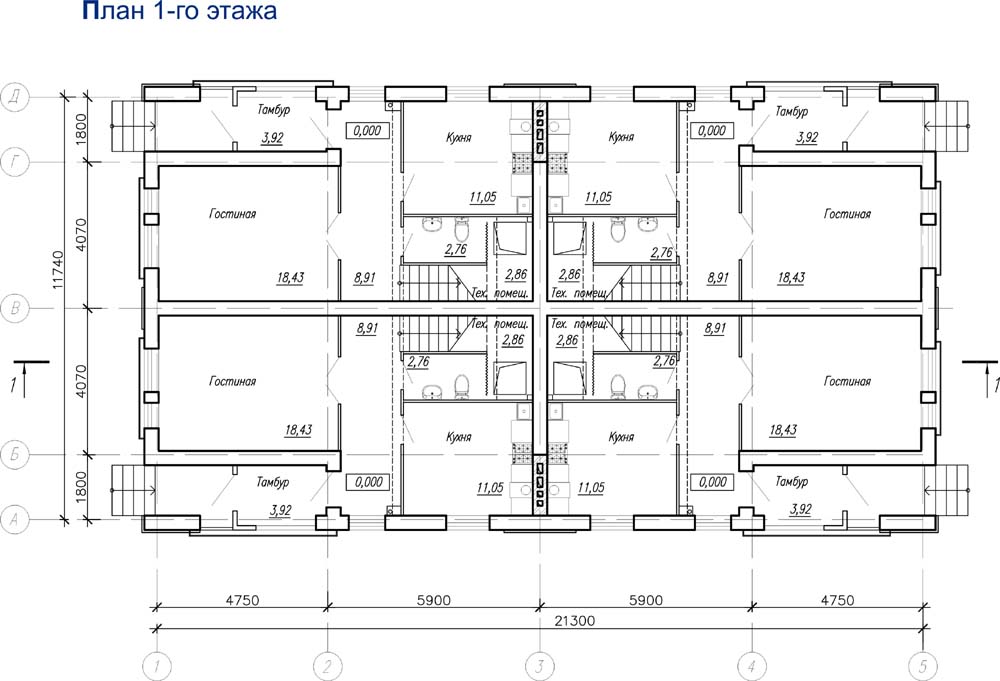 План 1-го этажа
Д
Тамбур
3,92
0,000
Кухня
Кухня
0,000
Тамбур
3,92
1800
Г
Гостиная
11,05
11,05
Гостиная
4070
2,76
2,76
18,43
8,91
2,86
2,86
8,91
18,43
Тех. помещ.
Тех. помещ.
11740
В
Тех. помещ.
Тех. помещ.
8,91
2,86
2,86
8,91
2,76
2,76
1
Гостиная
Гостиная
1
4070
18,43
Кухня
Кухня
18,43
Б
Тамбур
0,000
11,05
11,05
0,000
Тамбур
1800
3,92
3,92
А
4750
5900
5900
4750
21300
1
2
3
4
5